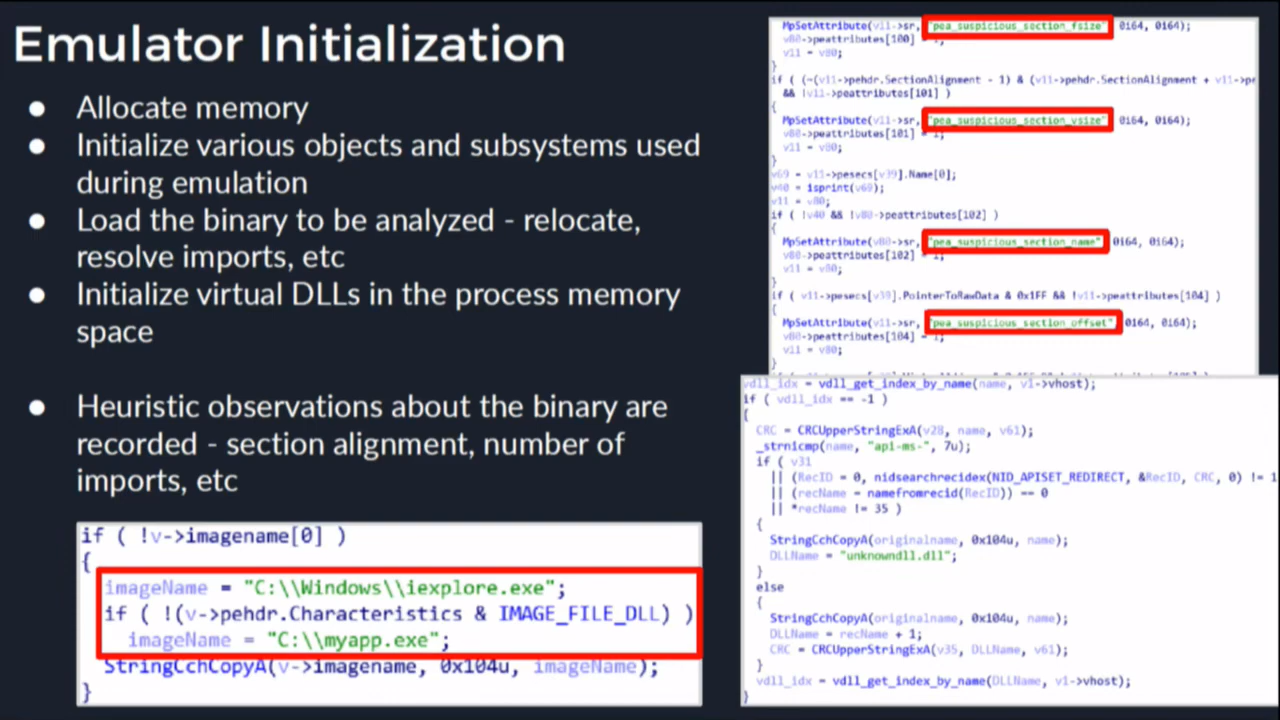 Emulator Initialization
● Allocate memory
● Initialize various objects and subsystems used
during emulation
● Load the binary to be analyzed - relocate,
resolve imports, etc
● Initialize virtual DLLs in the process memory
space
● Heuristic observations about the binary are
recorded - section alignment, number of
imports, etc
if ( !v->imagename[0] )
{
imageName = "C:\\Windows\\iexplore.exe";
if ( !(v->pehdr.Characteristics & IMAGE_FILE_DLL) )
imageName = "C:\\myapp.exe";
StringCchCopyA(v->imagename, 0x104u, imageName);
}
MpSetAttribute(v11->sr, "pea_suspicious_section_fsize" 0i64, 0i64);
v80->peattributes[100] = 1;
v11 = v80;
}
if ( (~(v11->pehdr.SectionAlignment - 1) & (v11->pehdr.SectionAlignment + v11->pe
&& !v11->peattributes[101] )
{
MpSetAttribute(v11->sr, "pea_suspicious_section_vsize" 0i64, 0i64);
v80->peattributes[101] = 1;
v11 = v80;
}
v69 = v11->pesecs[v39].Name[0];
v40 = isprint(v69);
v11 = v80;
if ( !v40 && !v80->peattributes[102] )
{
MpSetAttribute(v80->sr, "pea_suspicious_section_name" 0i64, 0i64);
v80->peattributes[102] = 1;
v11 = v80;
}
if ( v11->pesecs[v39].PointerToRawData & 0x1FF && !v11->peattributes[104] )
{
MpSetAttribute(v11->sr, "pea_suspicious_section_offset", 0i64, 0i64);
v80->peattributes[104] = 1;
v11 = v80;
}
vdll_idx = vdll_get_index_by_name(name, v1->vhost);
if ( vdll_idx == -1 )
{
CRC = CRCUpperStringExA(v28, name, v61);
_strnicmp(name, "api-ms-", 7u);
if ( v31
|| (RecID = 0, nidsearchrecidex(NID_APISET_REDIRECT, &RecID, CRC, 0) != 1
|| (recName = namefromrecid(RecID)) == 0
|| *recName != 35 )
{
StringCchCopyA(originalname, 0x104u, name);
DLLName = "unknowndll.dll";
}
else
{
StringCchCopyA(originalname, 0x104u, name);
DLLName = recName + 1;
CRC = CRCUpperStringExA(v35, DLLName, v61);
}
vdll_idx = vdll_get_index_by_name(DLLName, v1->vhost);
}